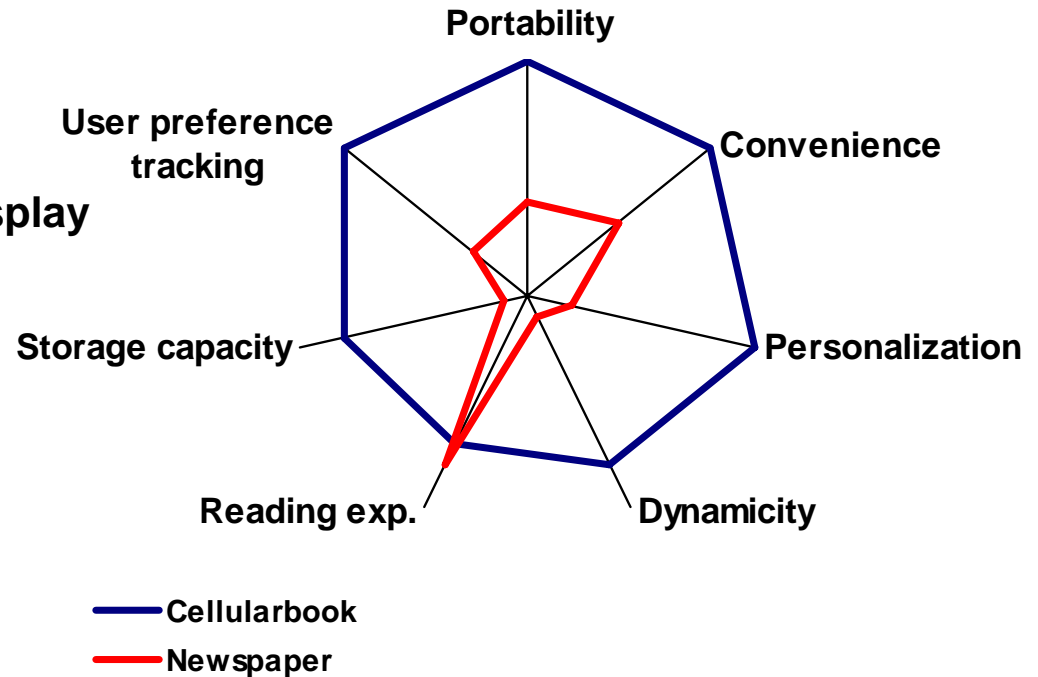 Portability
User preference
tracking
Convenience
splay
Storage capacity
Personalization
Reading exp.
Dynamicity
Cellularbook
Newspaper